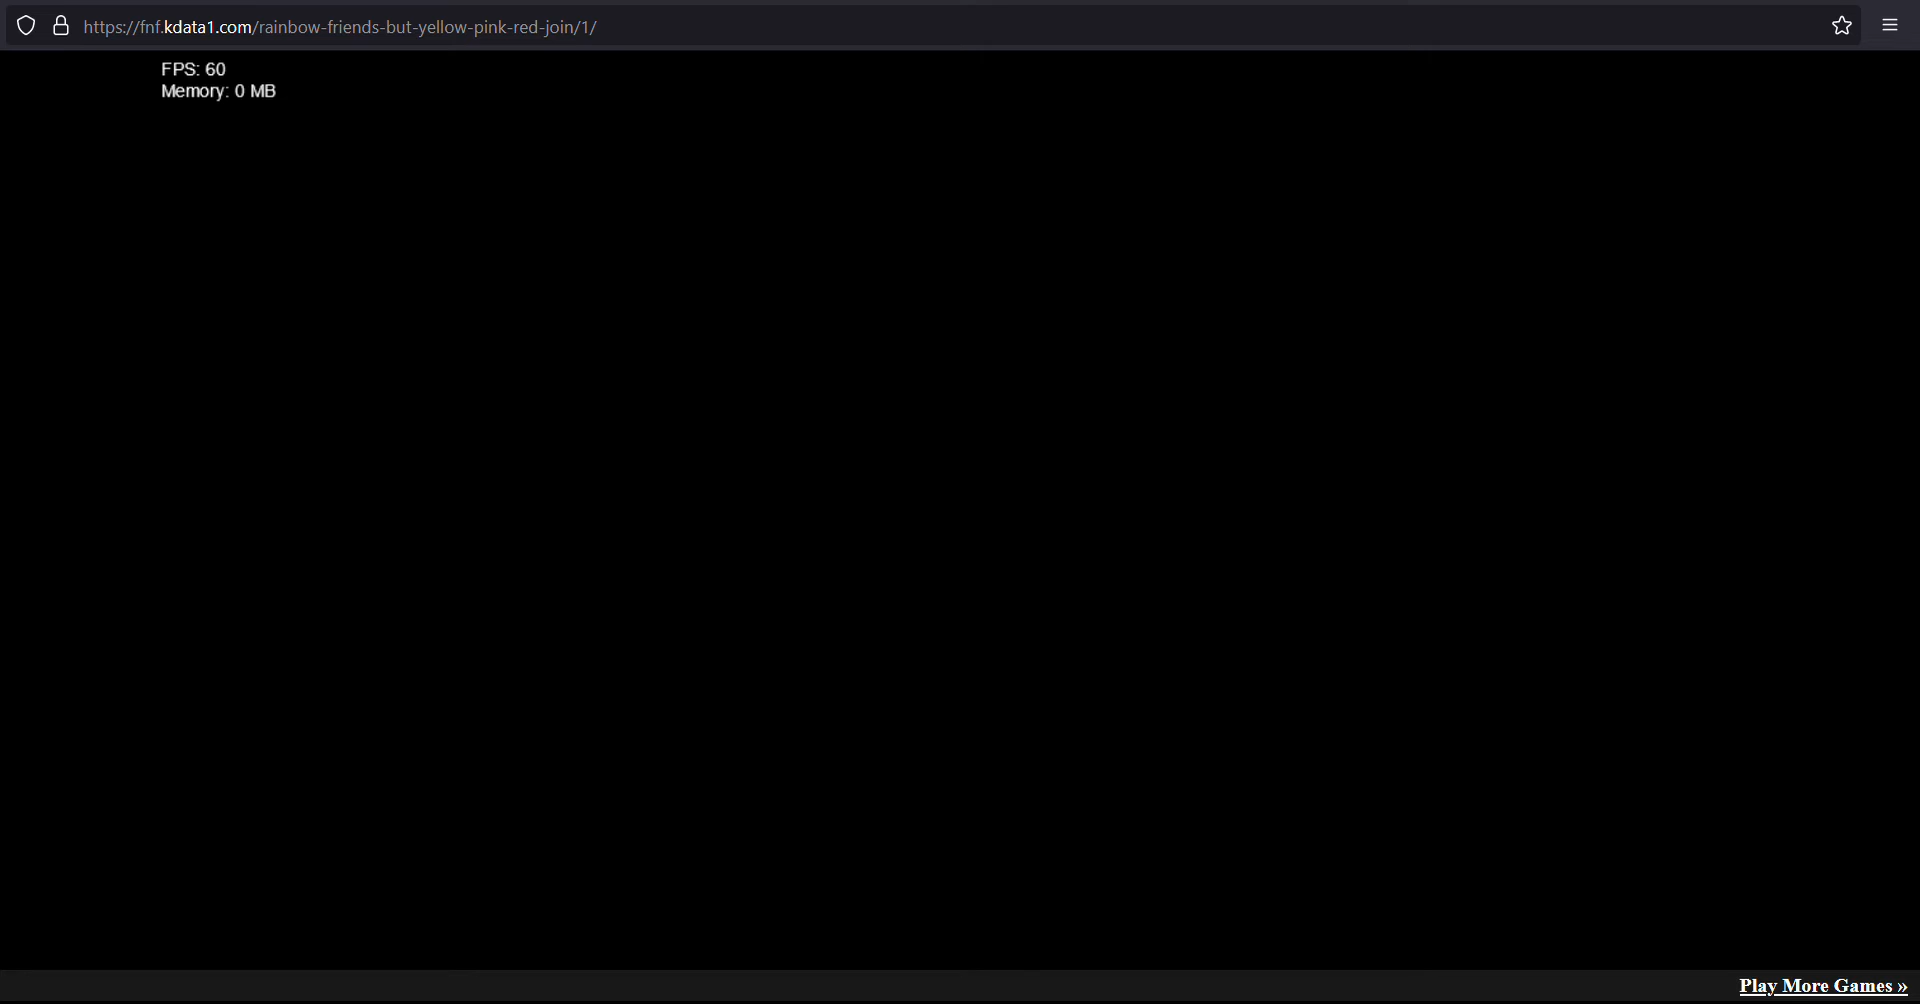 https://fnf.kdata1.com/rainbow-friends-but-yellow-pink-red-join/1/
FPS: 60
Memory: 0 MB
Play More Games »